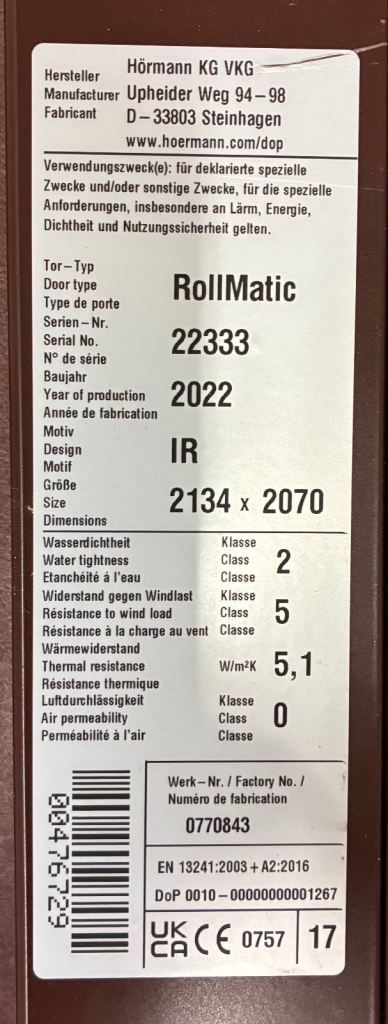 Hersteller
Manufacturer
Fabricant
Hörmann KG VKG
Upheider Weg 94–98
D–33803 Steinhagen
www.hoermann.com/dop
Verwendungszweck(e): für deklarierte spezielle
Zwecke und/oder sonstige Zwecke, für die spezielle
Anforderungen, insbesondere an Lärm, Energie,
Dichtheit und Nutzungssicherheit gelten.
Tor–Typ
Door type
Type de porte
RollMatic
Serien–Nr.
Serial No.
N° de série
22333
Baujahr
Year of production
Année de fabrication
2022
Motiv
Design
Motif
IR
Größe
Size
Dimensions
2134 x 2070
Wasserdichtheit
Water tightness
Etanchéité á l'eau
Klasse
Class
Classe
2
Widerstand gegen Windlast
Résistance to wind load
Résistance à la charge au vent
Klasse
Class
Classe
5
Wärmewiderstand
Thermal resistance
Résistance thermique
W/m²K
5,1
Luftdurchlässigkeit
Air permeability
Perméabilité à l'air
Klasse
Class
Classe
0
00476729
Werk–Nr. / Factory No. /
Numéro de fabrication
0770843
EN 13241:2003 + A2:2016
DoP 0010 – 00000000001267
UK
CA CE 0757 17